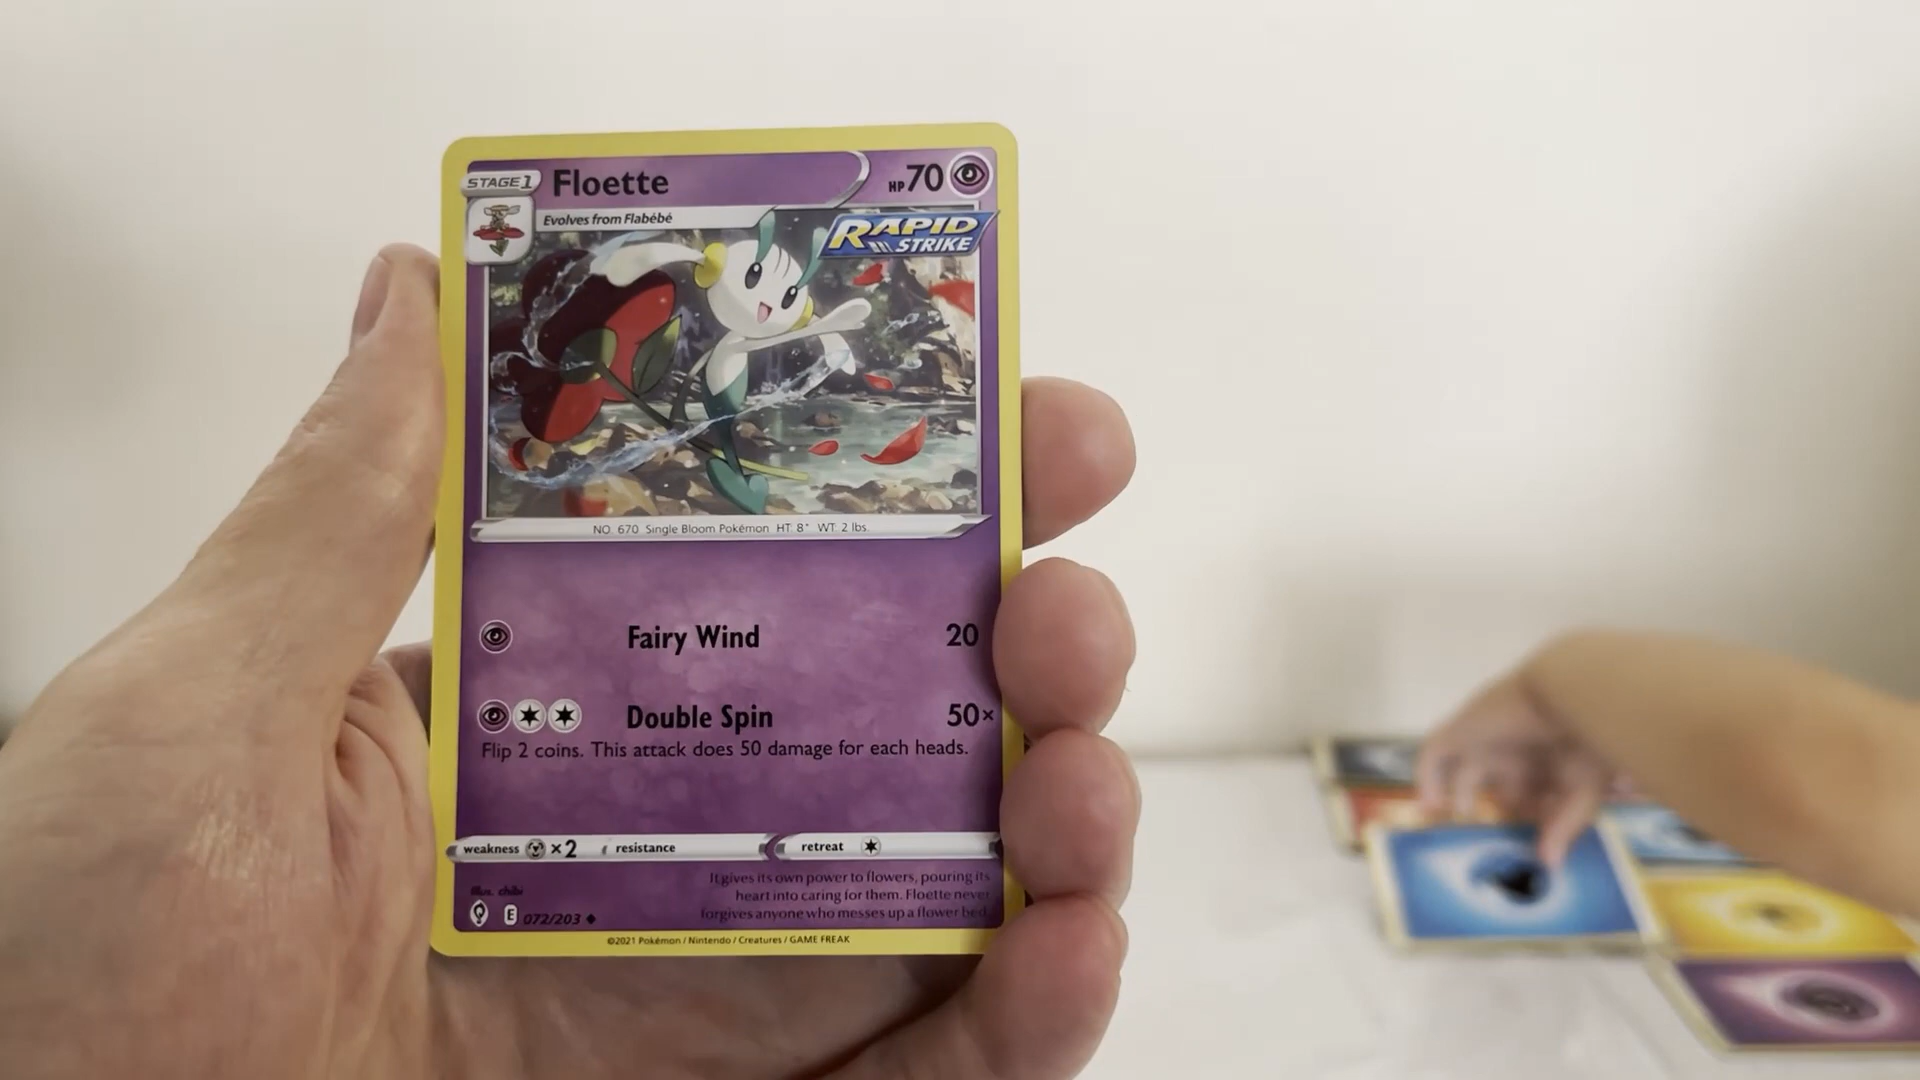 STAGE1 Floette HP70
Evolves from Flabébé
RAPID
STRIKE
NO. 670 Single Bloom Pokémon HT: 8" WT: 2 lbs.
Fairy Wind 20
Double Spin 50×
Flip 2 coins. This attack does 50 damage for each heads.
weakness ×2 resistance retreat
Illus. chibi
It gives its own power to flowers, pouring its
heart into caring for them. Floette never
forgives anyone who messes up a flower bed.
E 072/203
©2021 Pokémon / Nintendo / Creatures / GAME FREAK